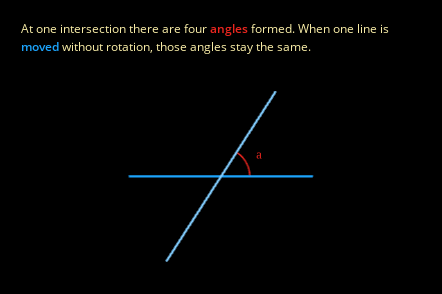 At one intersection there are four angles formed. When one line is
moved without rotation, those angles stay the same.
a